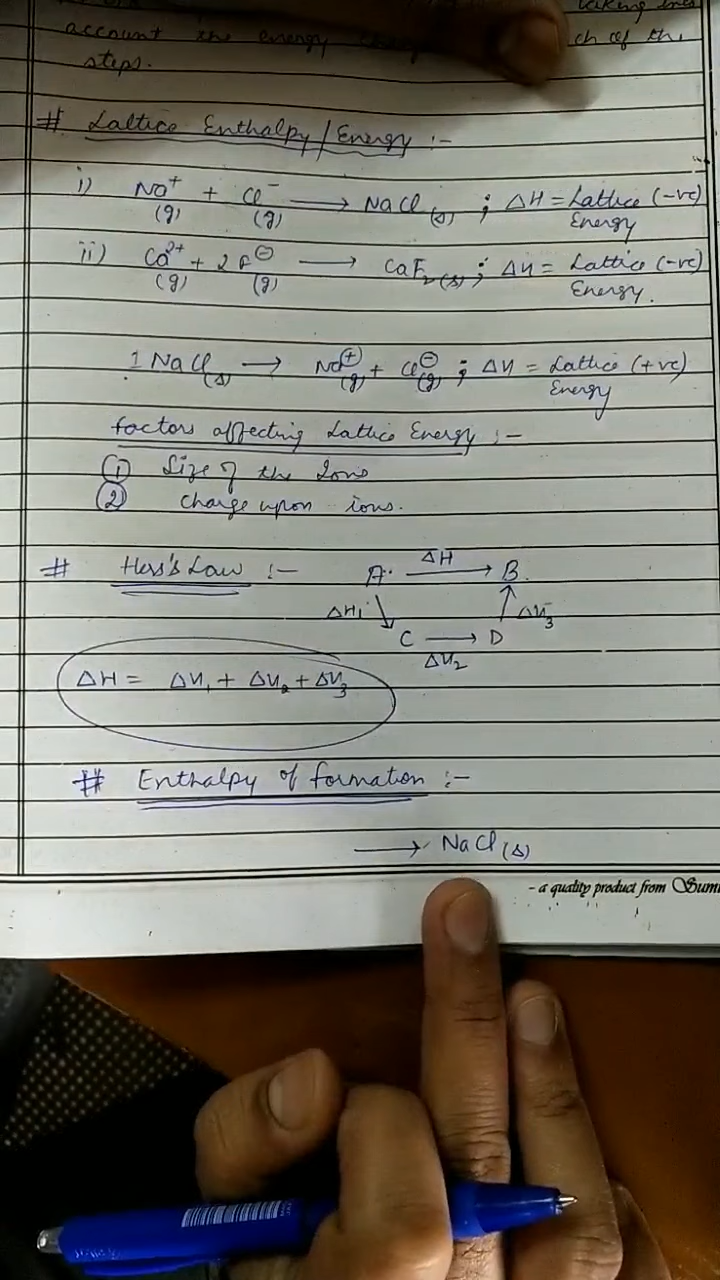 taking into
account the energy ch of the
steps.
# Lattice Enthalpy/Energy :-
i) Na⁺(g) + Cl⁻(g) ⟶ NaCl(s) ; ΔH = Lattice (-ve)
Energy
ii) Ca²⁺(g) + 2F⊖(g) ⟶ CaF₂(s) ; ΔH = Lattice (-ve)
Energy.
1 NaCl(s) ⟶ Na⊕(g) + Cl⊖(g) ; ΔH = Lattice (+ve)
Energy
factors affecting Lattice Energy :-
① Size of the Ions
② charge upon ions.
# Hess's Law :-
A ΔH ⟶ B
ΔH₁ ΔH₃
C ⟶ D
ΔH₂
ΔH = ΔH₁ + ΔH₂ + ΔH₃
# Enthalpy of formation :-
⟶ NaCl(s)
- a quality product from Sum